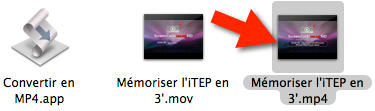 Convertir en
MP4.app
Mémoriser l'iTEP en
3'.mov
Mémoriser l'iTEP en
3'.mp4